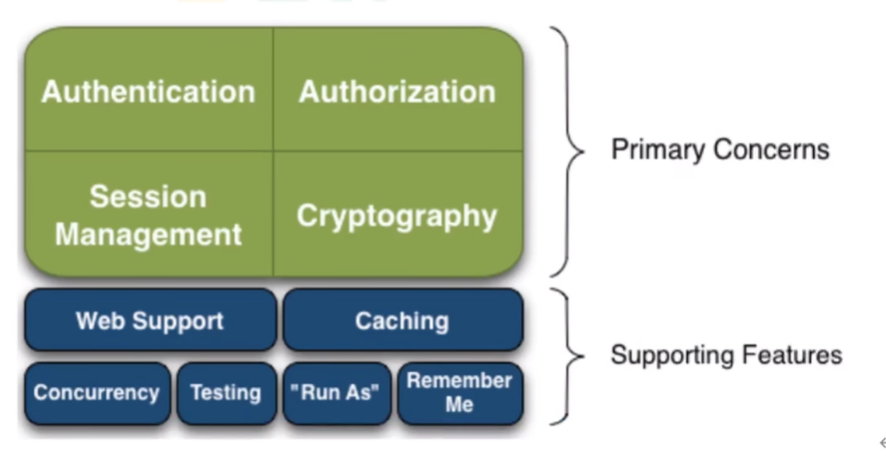 Authentication
Authorization
Primary Concerns
Session
Management
Cryptography
Web Support
Caching
Supporting Features
Concurrency
Testing
"Run As"
Remember
Me